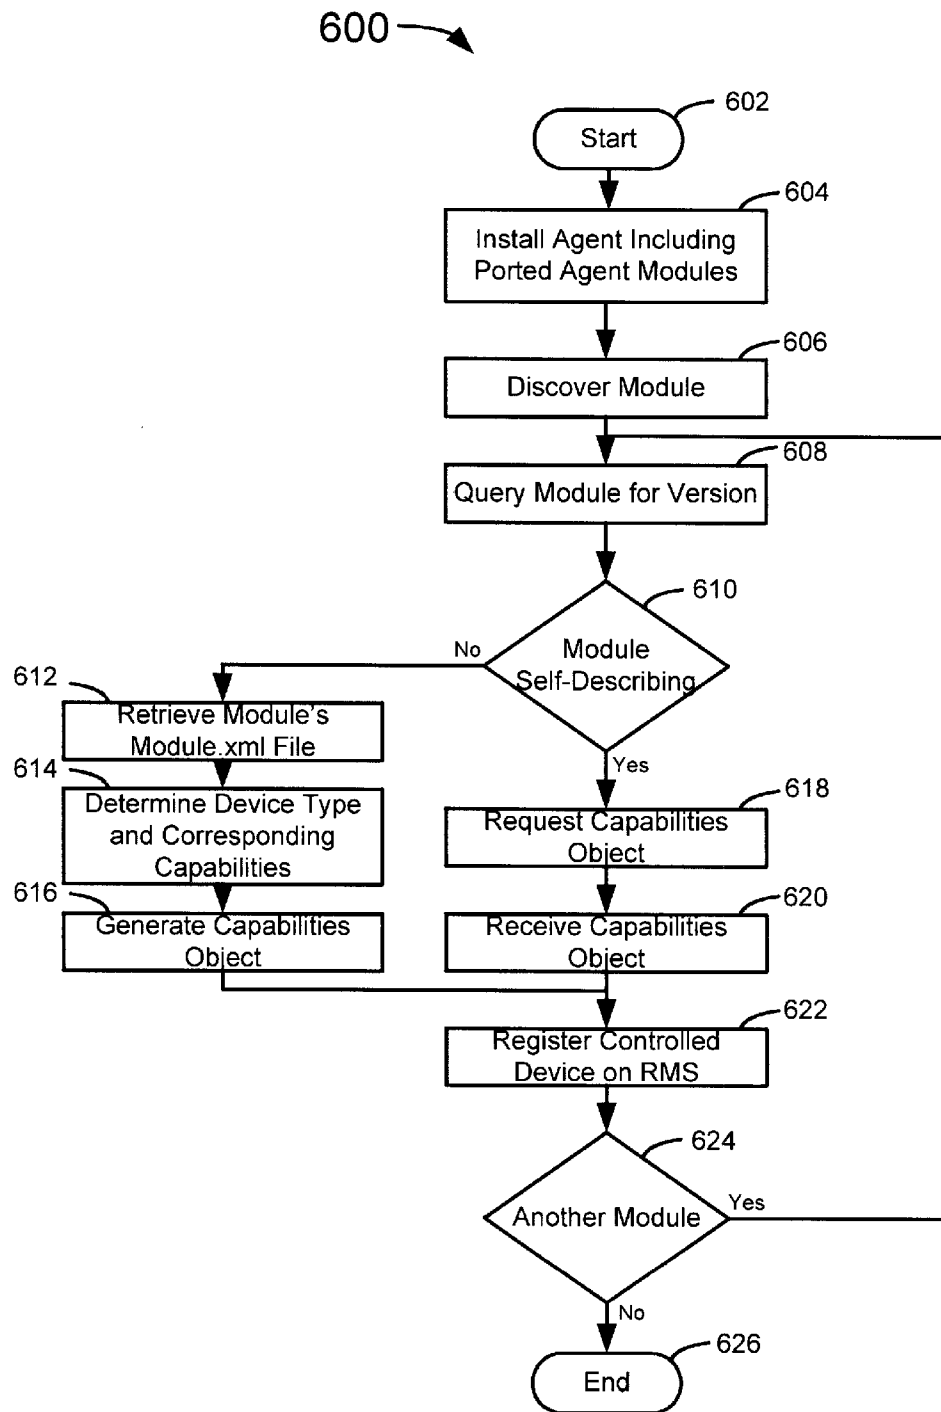 600
602
Start
604
Install Agent Including
Ported Agent Modules
606
Discover Module
608
Query Module for Version
610
Module
Self-Describing
No
Yes
612
Retrieve Module's
Module.xml File
614
Determine Device Type
and Corresponding
Capabilities
616
Generate Capabilities
Object
618
Request Capabilities
Object
620
Receive Capabilities
Object
622
Register Controlled
Device on RMS
624
Another Module
Yes
No
626
End